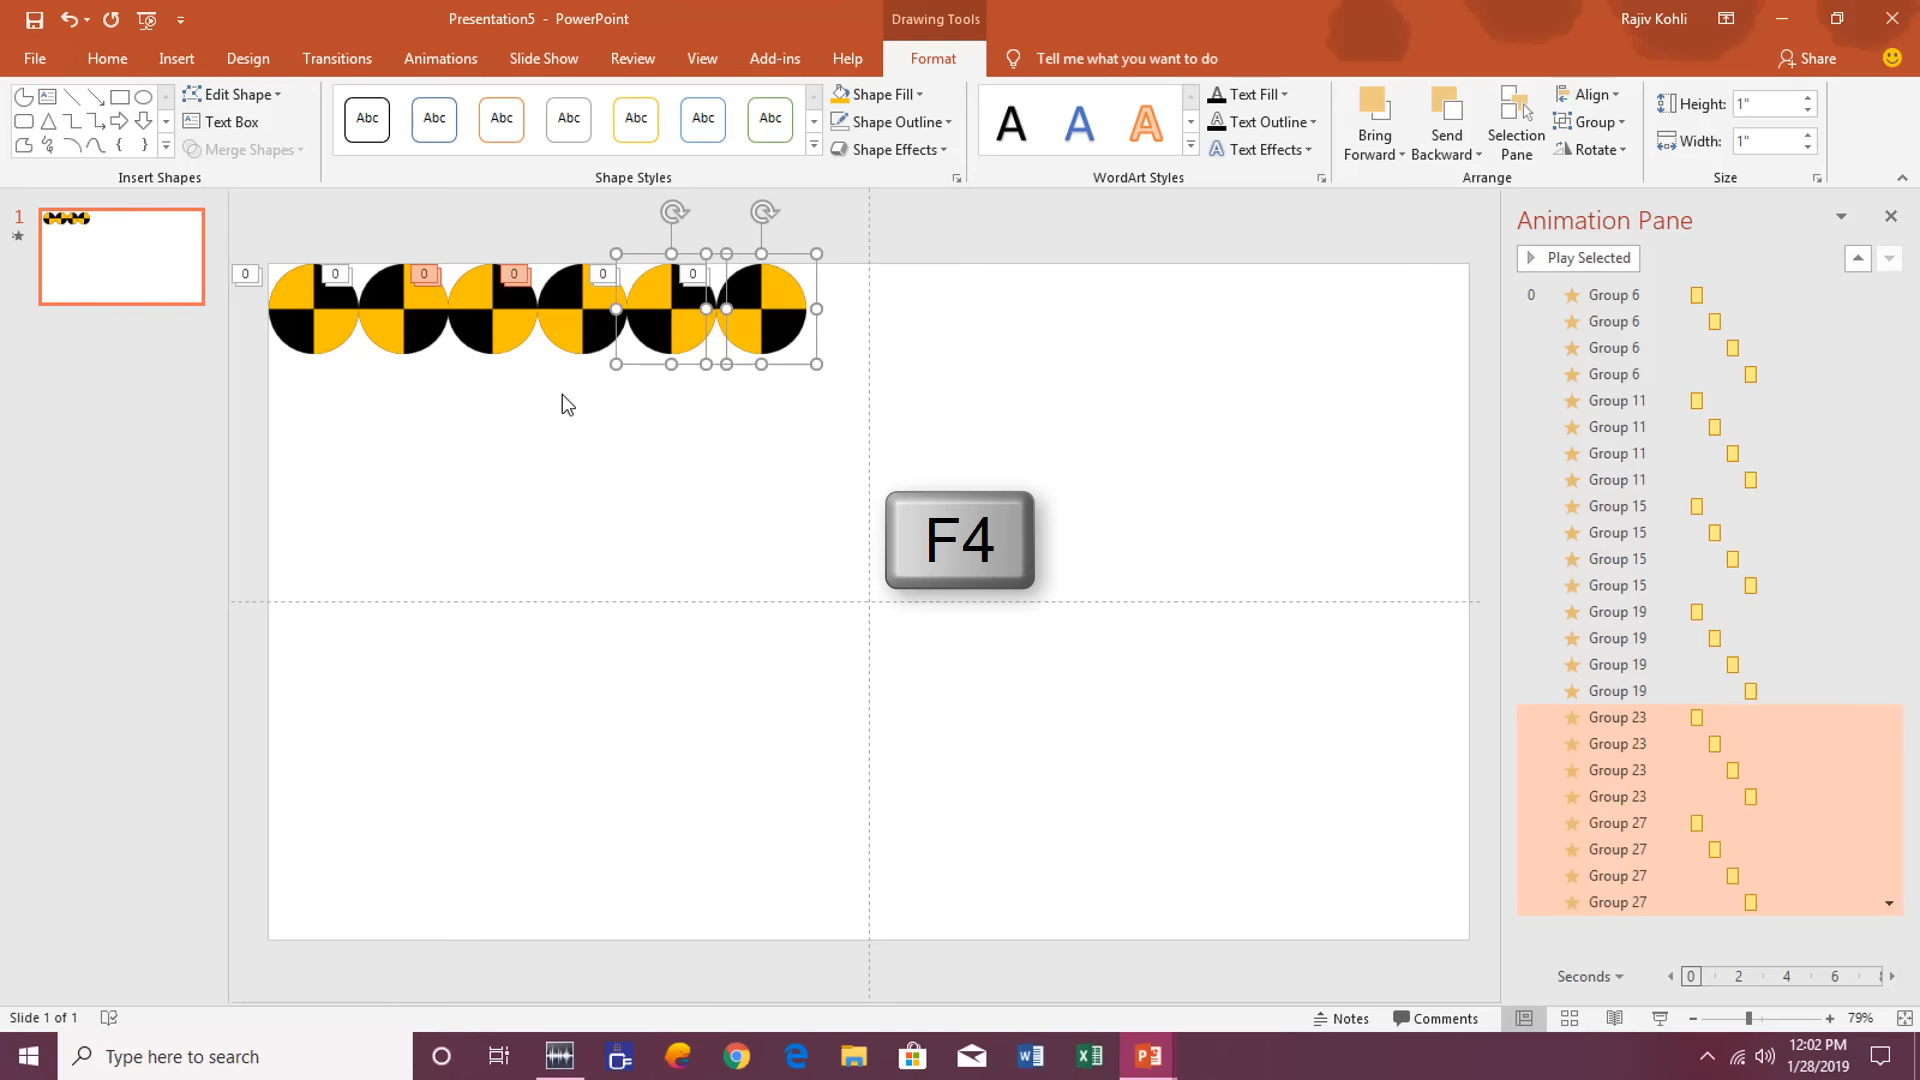 Presentation5 - PowerPoint
Drawing Tools
Rajiv Kohli
File Home Insert Design Transitions Animations Slide Show Review View Add-ins Help Format Tell me what you want to do Share
Edit Shape
Text Box
Merge Shapes
Insert Shapes
Abc Abc Abc Abc Abc Abc Abc
Shape Fill
Shape Outline
Shape Effects
Shape Styles
A A A
Text Fill
Text Outline
Text Effects
WordArt Styles
Bring Forward
Send Backward
Selection Pane
Align
Group
Rotate
Arrange
Height: 1"
Width: 1"
Size
1
0 0 0 0 0 0
F4
Animation Pane
Play Selected
0 Group 6
Group 6
Group 6
Group 6
Group 11
Group 11
Group 11
Group 11
Group 15
Group 15
Group 15
Group 15
Group 19
Group 19
Group 19
Group 19
Group 23
Group 23
Group 23
Group 23
Group 27
Group 27
Group 27
Group 27
Seconds 0 2 4 6
Slide 1 of 1
Notes Comments 79%
Type here to search
12:02 PM
1/28/2019